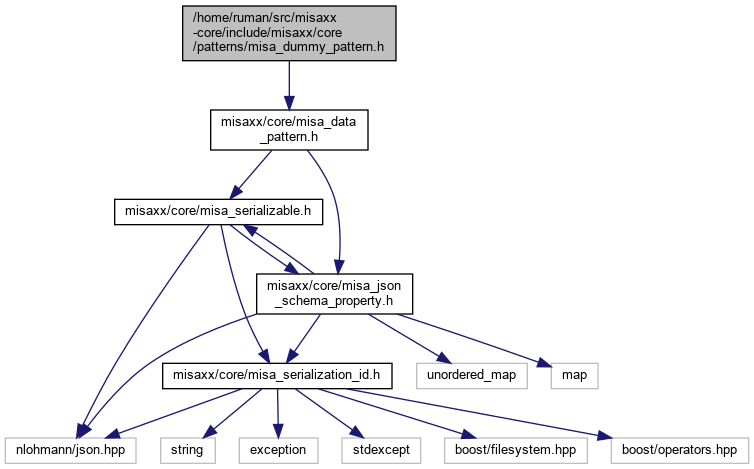 /home/ruman/src/misaxx
-core/include/misaxx/core
/patterns/misa_dummy_pattern.h
misaxx/core/misa_data
_pattern.h
misaxx/core/misa_serializable.h
misaxx/core/misa_json
_schema_property.h
misaxx/core/misa_serialization_id.h
unordered_map
map
nlohmann/json.hpp
string
exception
stdexcept
boost/filesystem.hpp
boost/operators.hpp